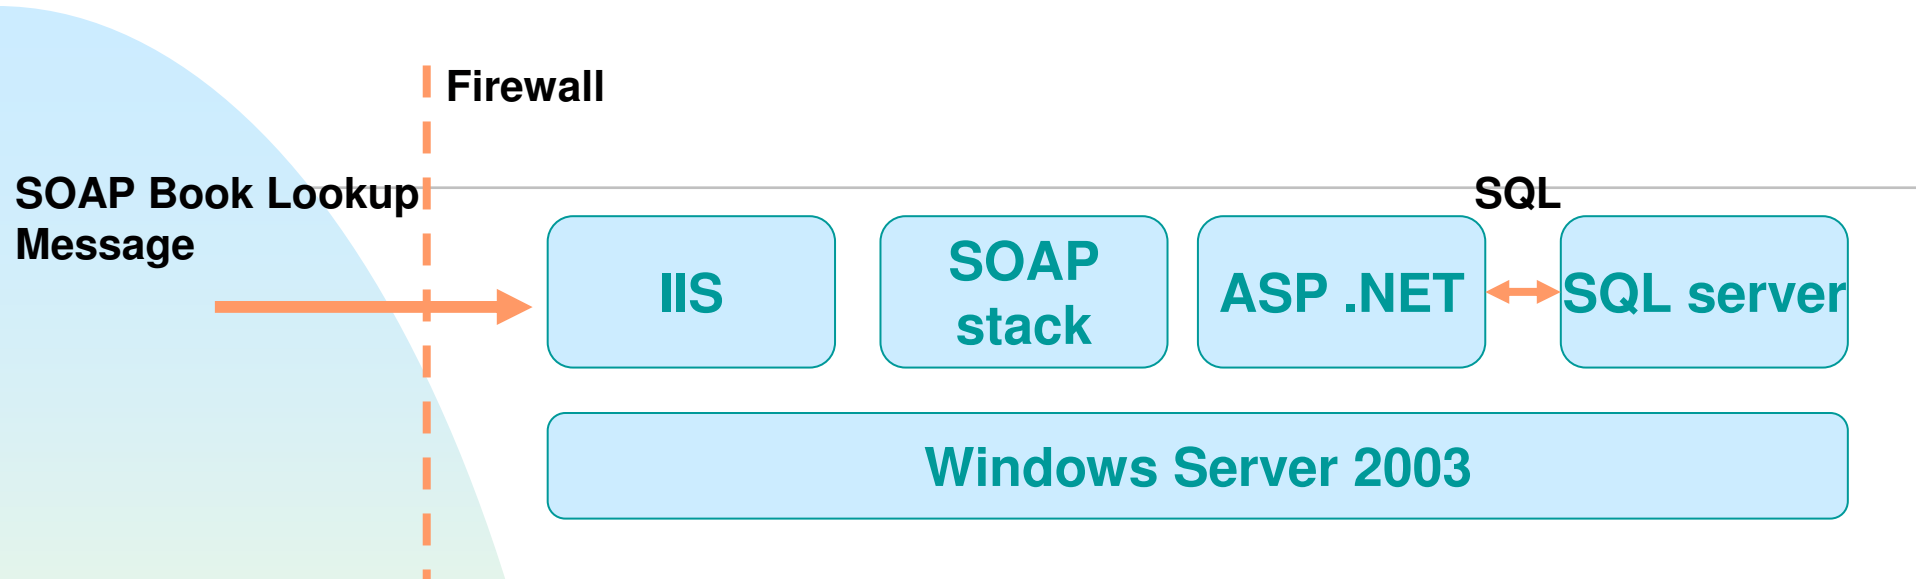 Firewall
SOAP Book Lookup
Message
SQL
IIS
SOAP
stack
ASP .NET
SQL server
Windows Server 2003